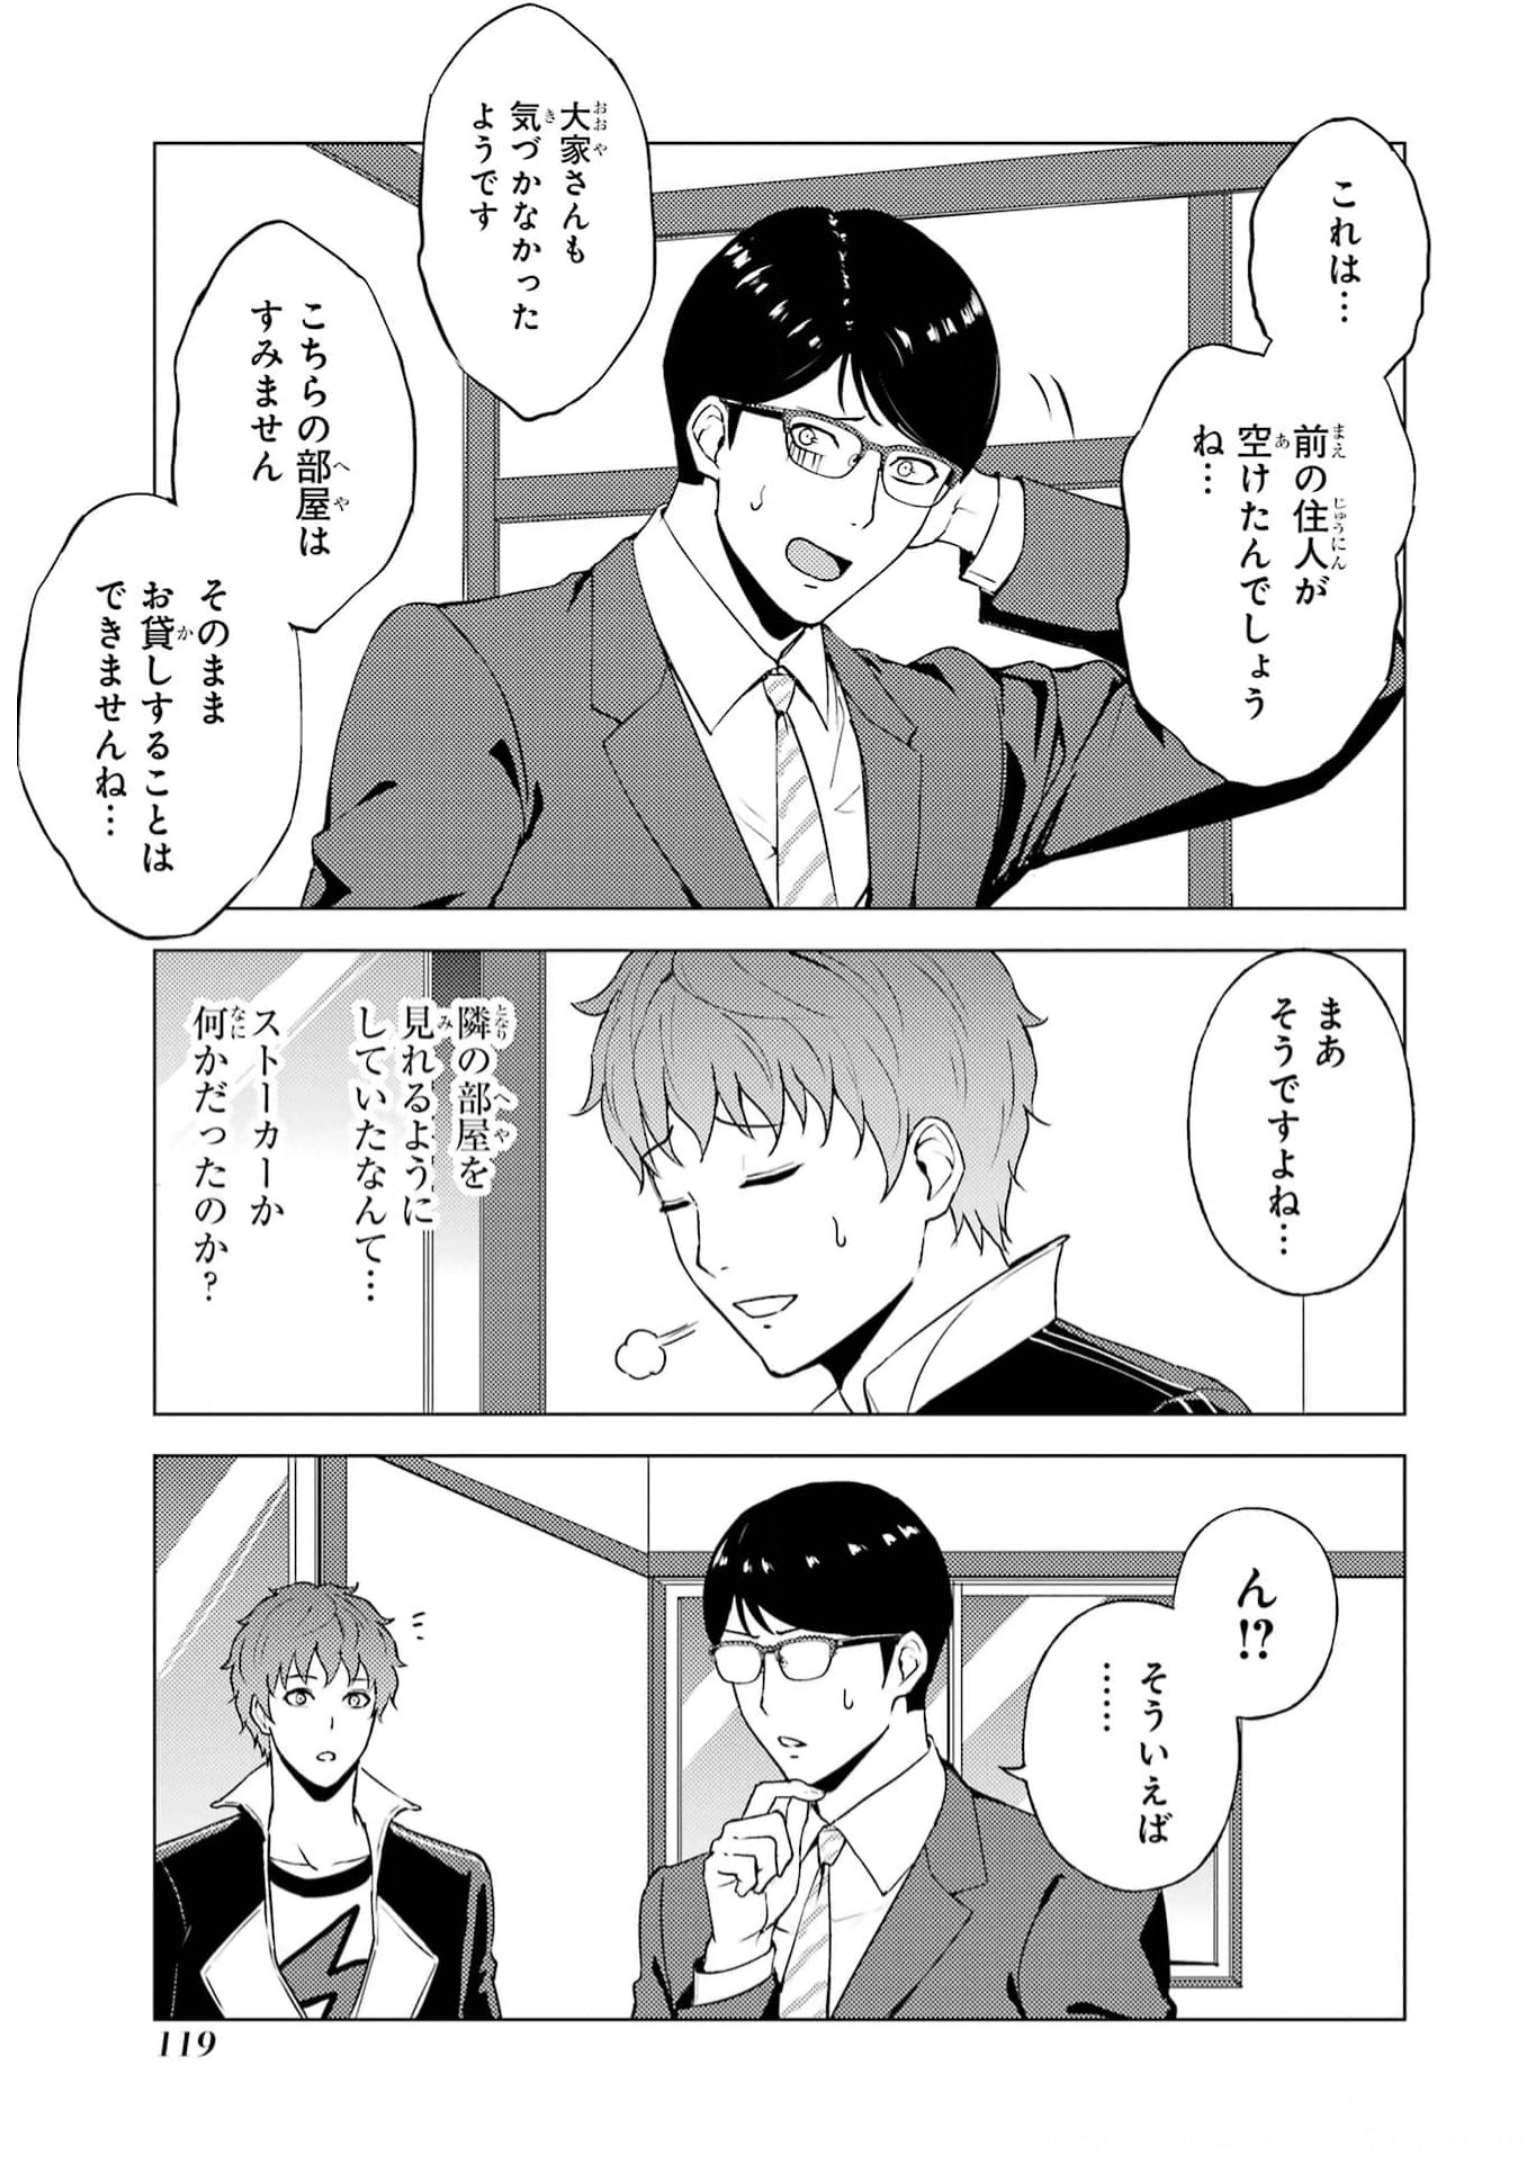 これは…
前の住人が
空けたんでしょう
ね…
大家さんも
気づかなかった
ようです
こちらの部屋は
すみません
そのまま
お貸しすることは
できませんね…
まあ
そうですよね…
隣の部屋を
見れるように
していたなんて…
ストーカーか
何かだったのか?
ん!?
そういえば
……
119